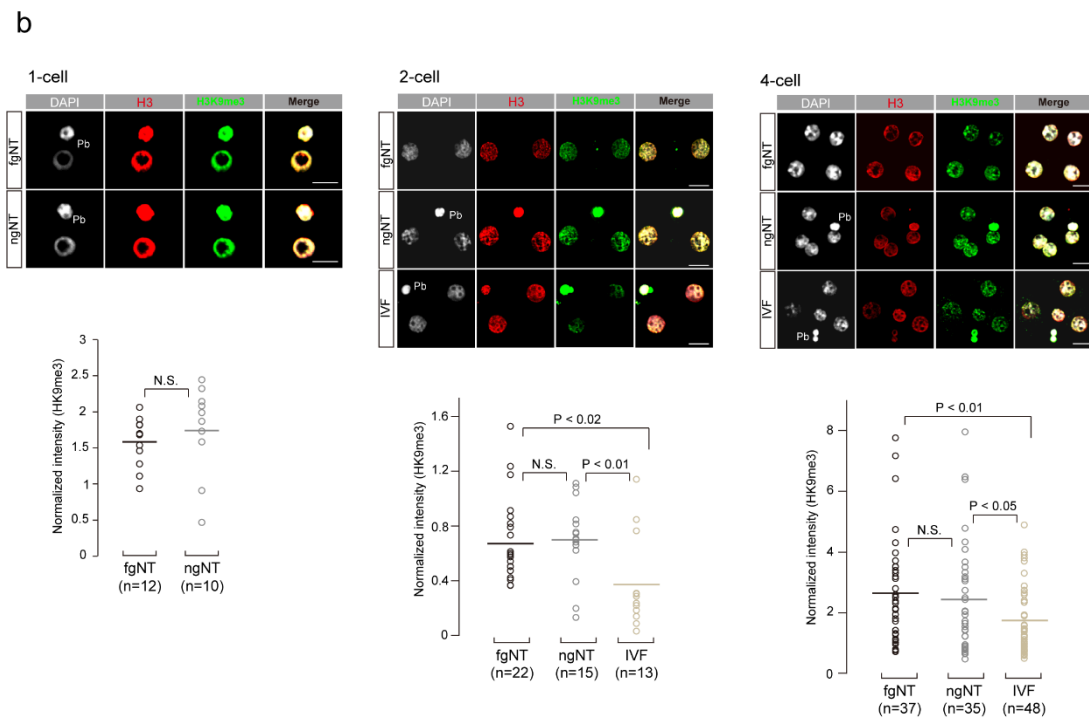 b
1-cell
DAPI H3 H3K9me3 Merge
fgNT
Pb
ngNT
Pb
3
2.5
2
1.5
1
0.5
0
Normalized intensity (HK9me3)
N.S.
fgNT ngNT
(n=12) (n=10)
2-cell
DAPI H3 H3K9me3 Merge
fgNT
ngNT
Pb
IVF
Pb
1.6
1.2
0.8
0.4
0
Normalized intensity (HK9me3)
P < 0.02
N.S. P < 0.01
fgNT ngNT IVF
(n=22) (n=15) (n=13)
4-cell
DAPI H3 H3K9me3 Merge
fgNT
ngNT
Pb
IVF
Pb
8
6
4
2
0
Normalized intensity (HK9me3)
P < 0.01
P < 0.05
N.S.
fgNT ngNT IVF
(n=37) (n=35) (n=48)